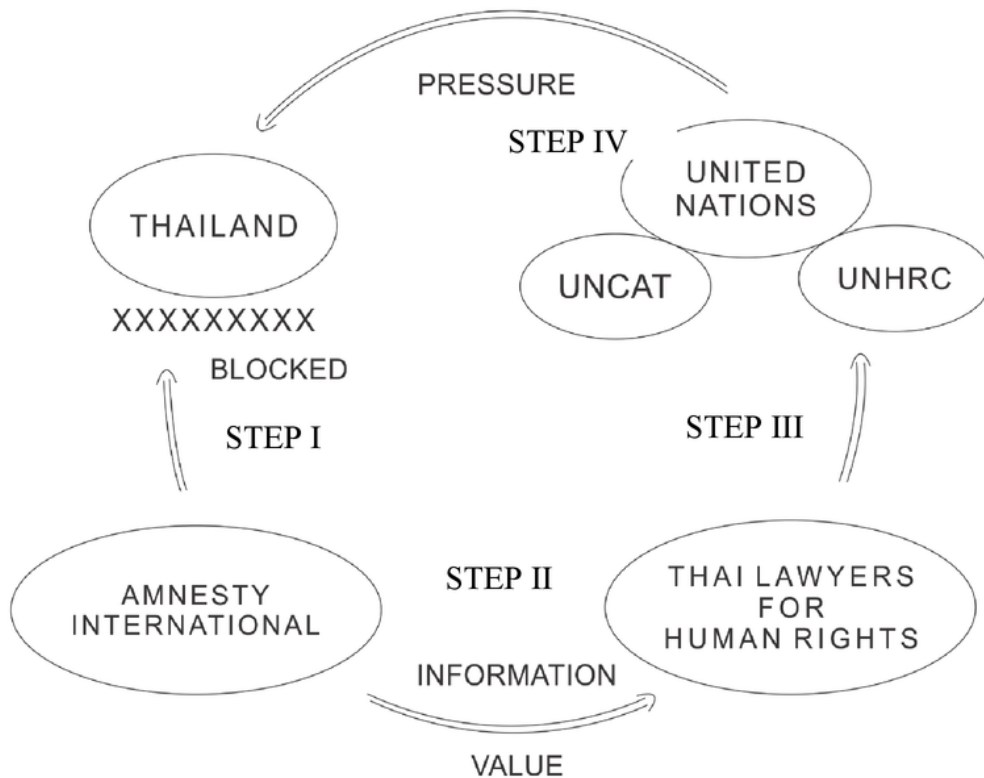 PRESSURE
STEP IV
UNITED
NATIONS
THAILAND
UNCAT
UNHRC
XXXXXXXXX
BLOCKED
STEP I
STEP III
AMNESTY
INTERNATIONAL
STEP II
THAI LAWYERS
FOR
HUMAN RIGHTS
INFORMATION
VALUE